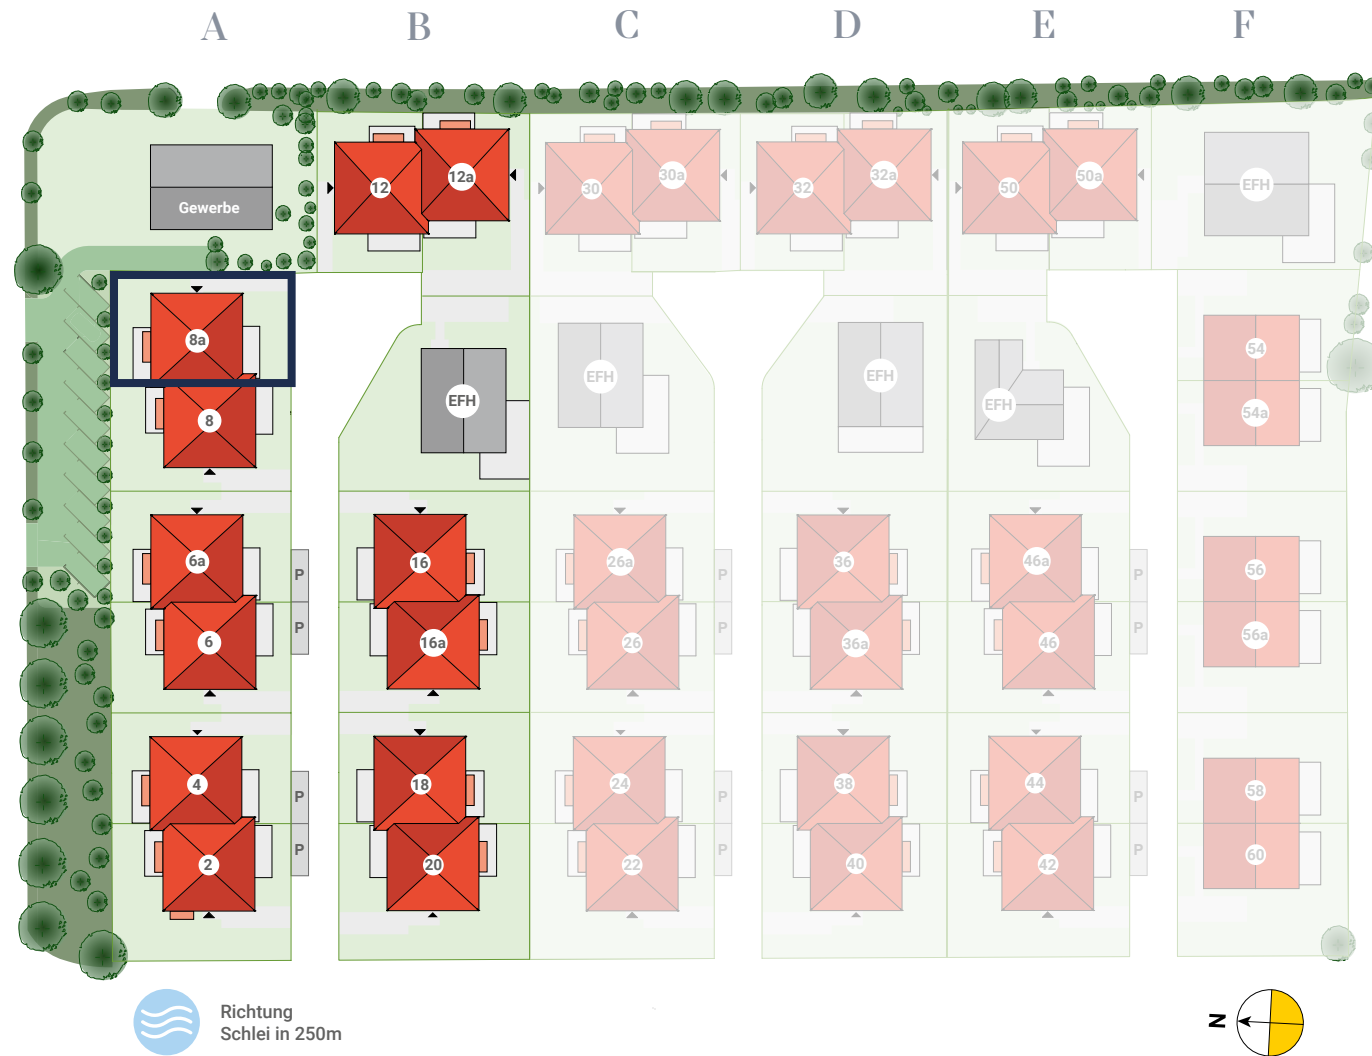 A B C D E F
Gewerbe
12 12a 30 30a 32 32a 50 50a EFH
8a
8
EFH EFH EFH EFH
54
54a
6a 16 26a 36 46a 56
P P P
6 16a 26 36a 46 56a
P P P
4 18 24 38 44 58
P P P
2 20 22 40 42 60
P P P
Richtung
Schlei in 250m
N